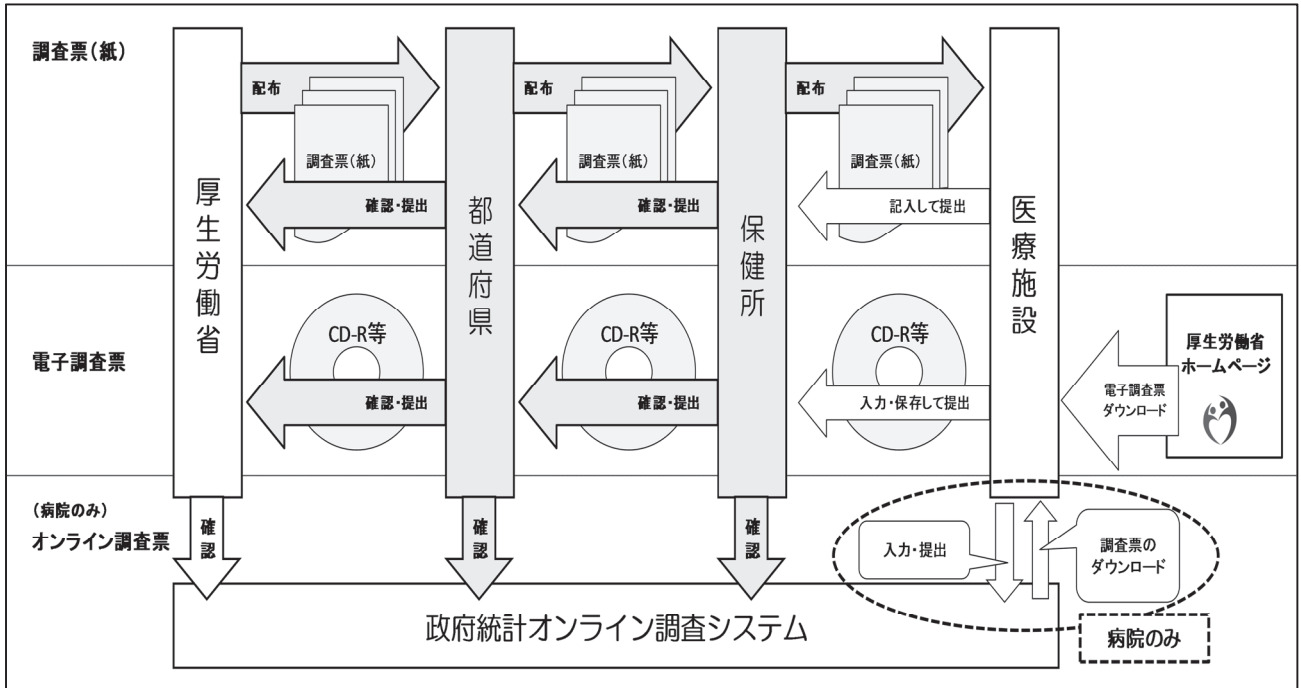 調査票(紙)
配布
配布
配布
調査票(紙)
調査票(紙)
調査票(紙)
確認・提出
確認・提出
記入して提出
厚生労働省
都道府県
保健所
医療施設
電子調査票
CD-R等
CD-R等
CD-R等
確認・提出
確認・提出
入力・保存して提出
電子調査票
ダウンロード
厚生労働省
ホームページ
(病院のみ)
オンライン調査票
確認
確認
確認
入力・提出
調査票の
ダウンロード
政府統計オンライン調査システム
病院のみ